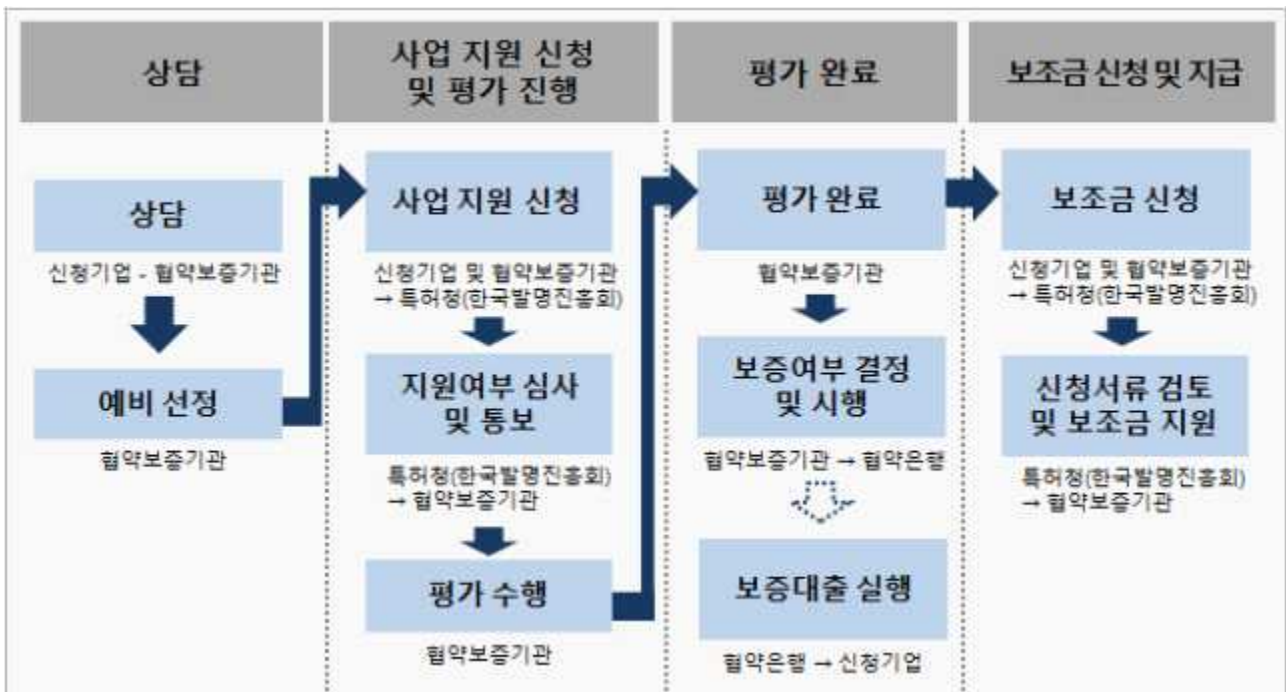 상담
사업 지원 신청
및 평가 진행
평가 완료
보조금 신청 및 지급
상담
신청기업 - 협약보증기관
예비 선정
협약보증기관
사업 지원 신청
신청기업 및 협약보증기관
→ 특허청(한국발명진흥회)
지원여부 심사
및 통보
특허청(한국발명진흥회)
→ 협약보증기관
평가 수행
협약보증기관
평가 완료
협약보증기관
보증여부 결정
및 시행
협약보증기관 → 협약은행
보증대출 실행
협약은행 → 신청기업
보조금 신청
신청기업 및 협약보증기관
→ 특허청(한국발명진흥회)
신청서류 검토
및 보조금 지원
특허청(한국발명진흥회)
→ 협약보증기관